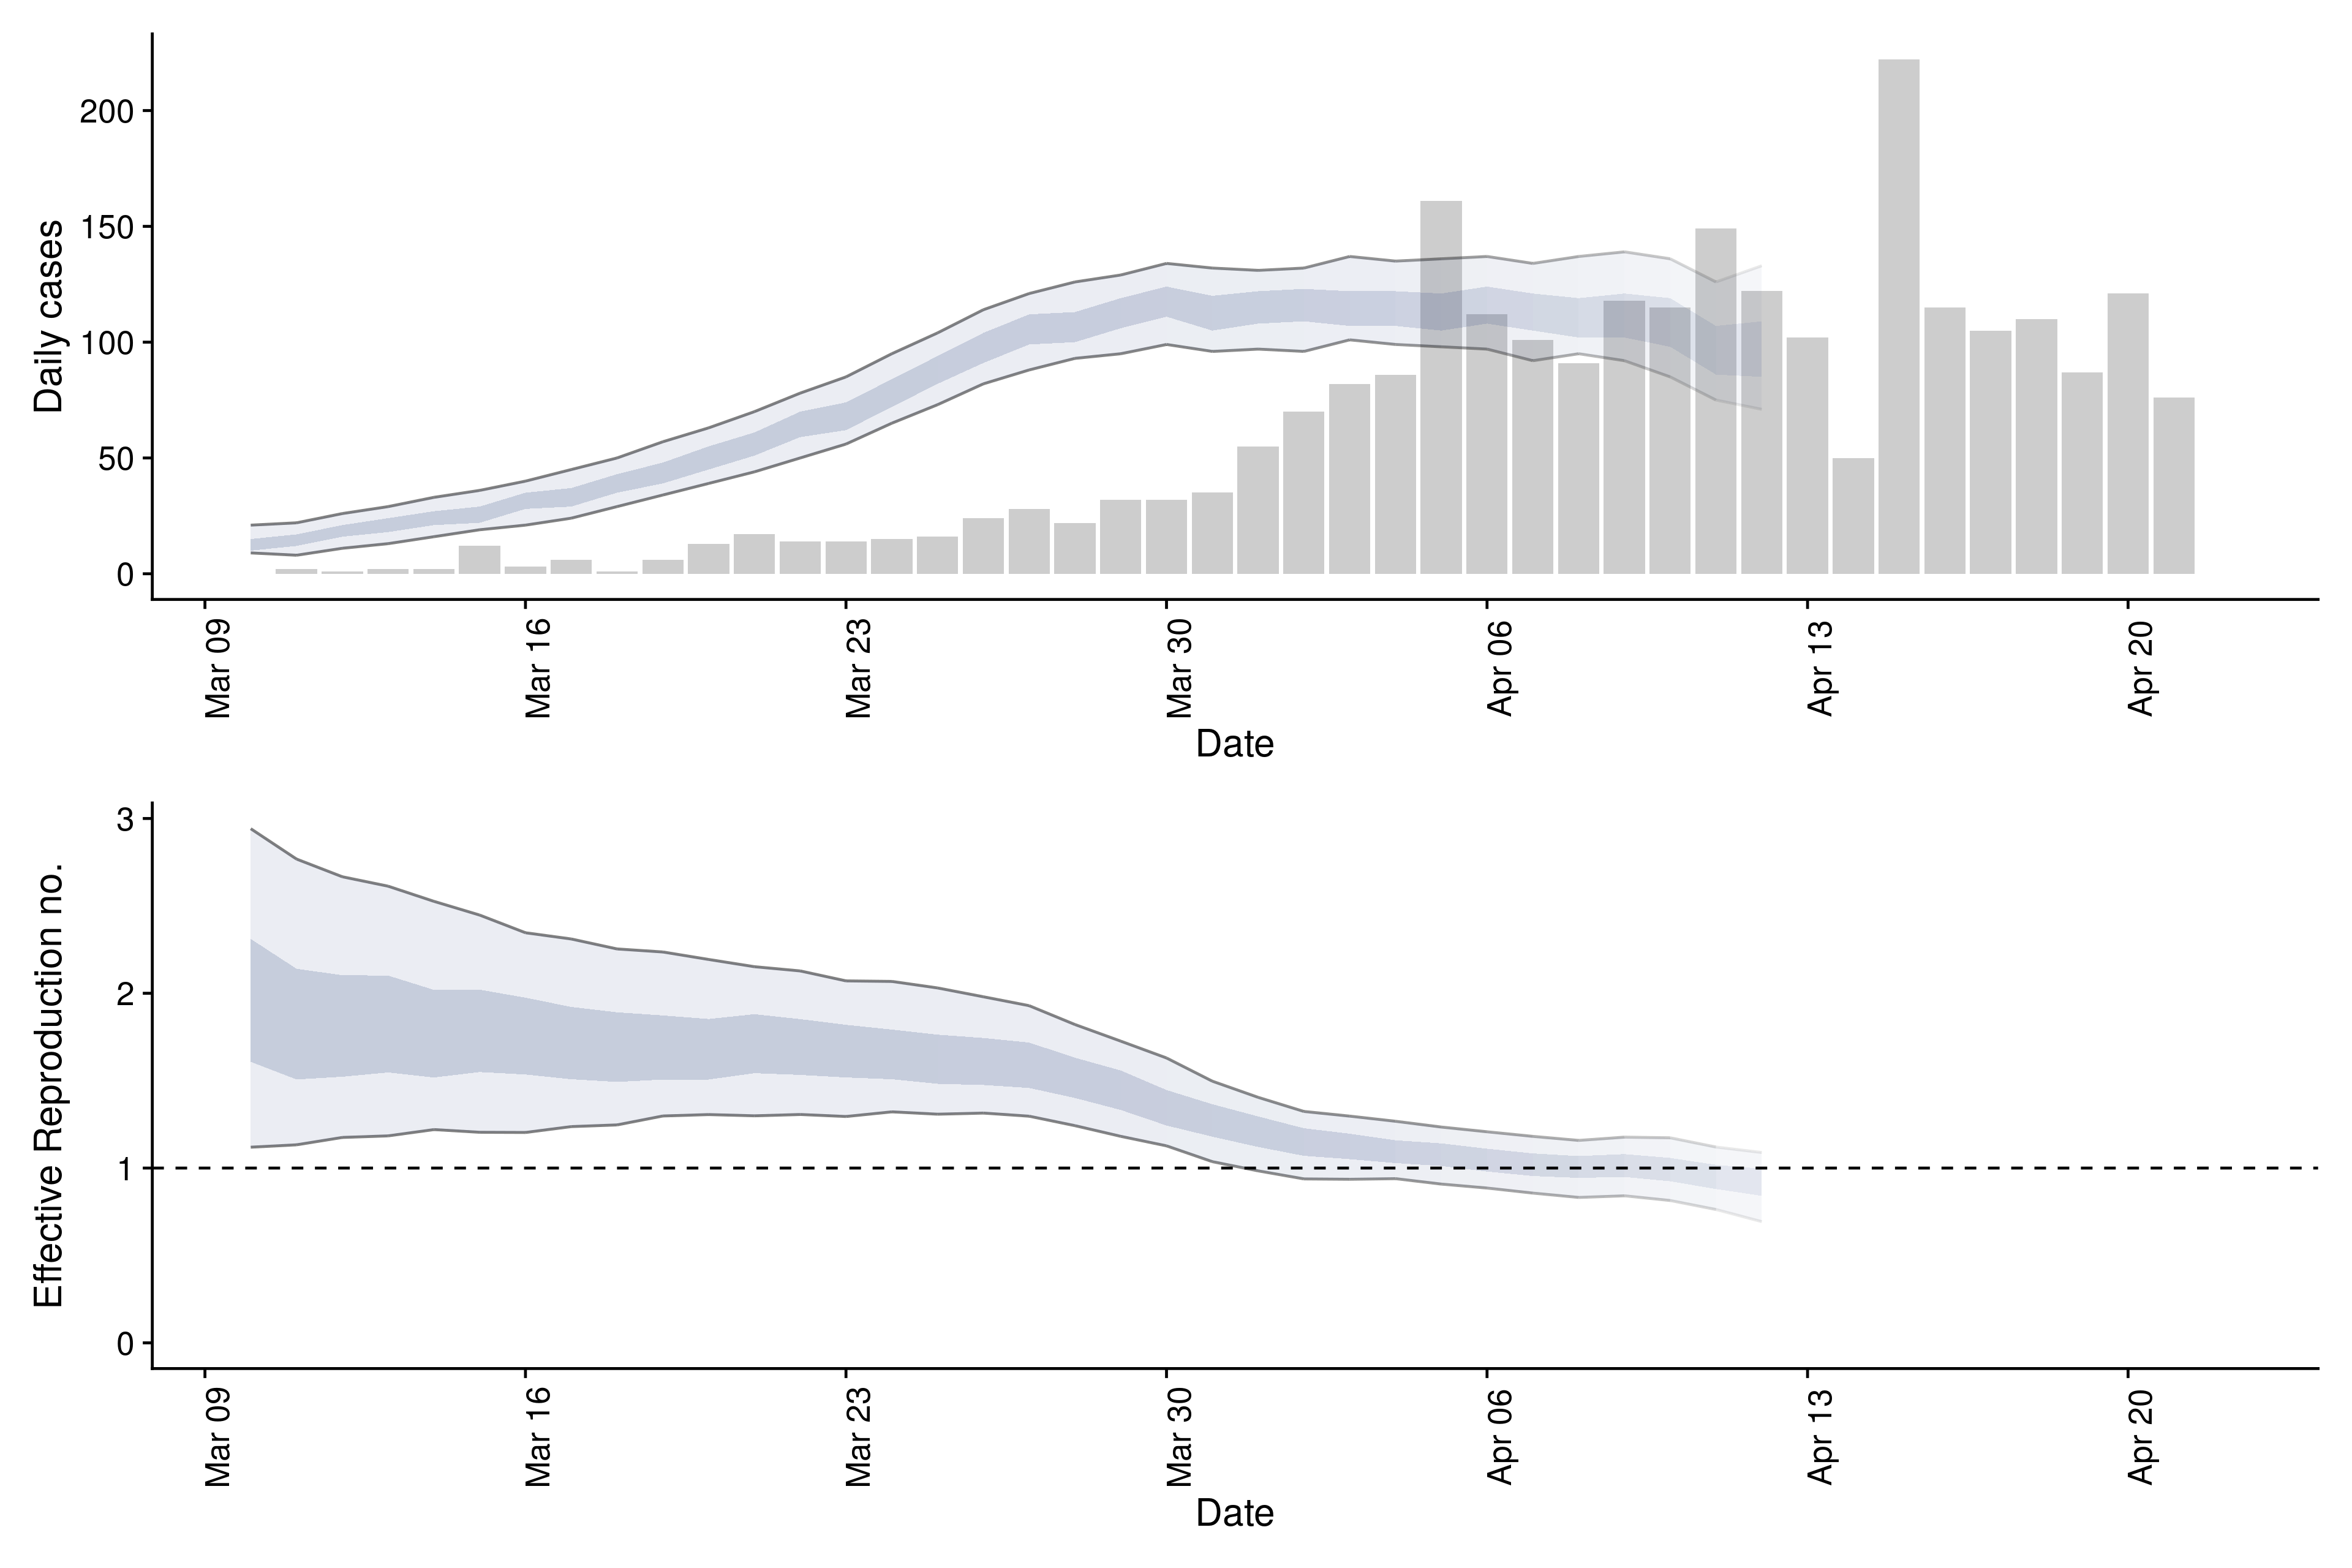 Daily cases
200
150
100
50
0
Mar 09
Mar 16
Mar 23
Mar 30
Apr 06
Apr 13
Apr 20
Date
Effective Reproduction no.
3
2
1
0
Mar 09
Mar 16
Mar 23
Mar 30
Apr 06
Apr 13
Apr 20
Date